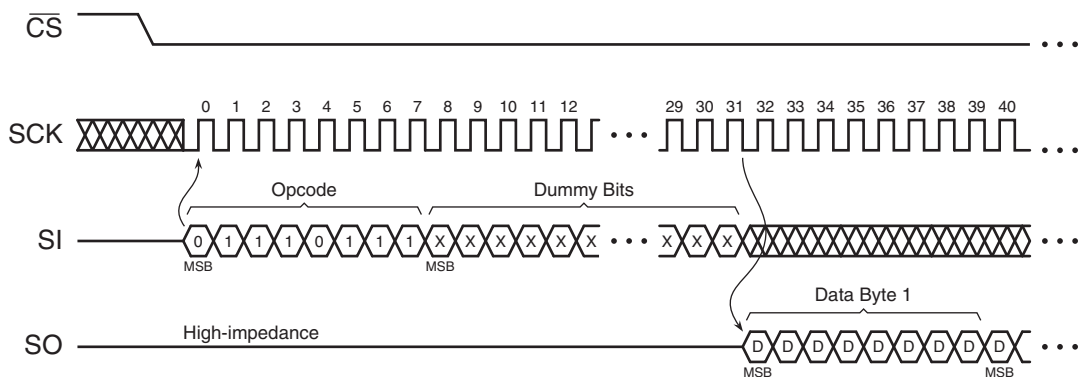 CS
SCK
0 1 2 3 4 5 6 7 8 9 10 11 12 29 30 31 32 33 34 35 36 37 38 39 40
Opcode Dummy Bits
SI
0 1 1 1 0 1 1 1 X X X X X X X X X
MSB MSB
Data Byte 1
High-impedance
SO
D D D D D D D D D
MSB MSB